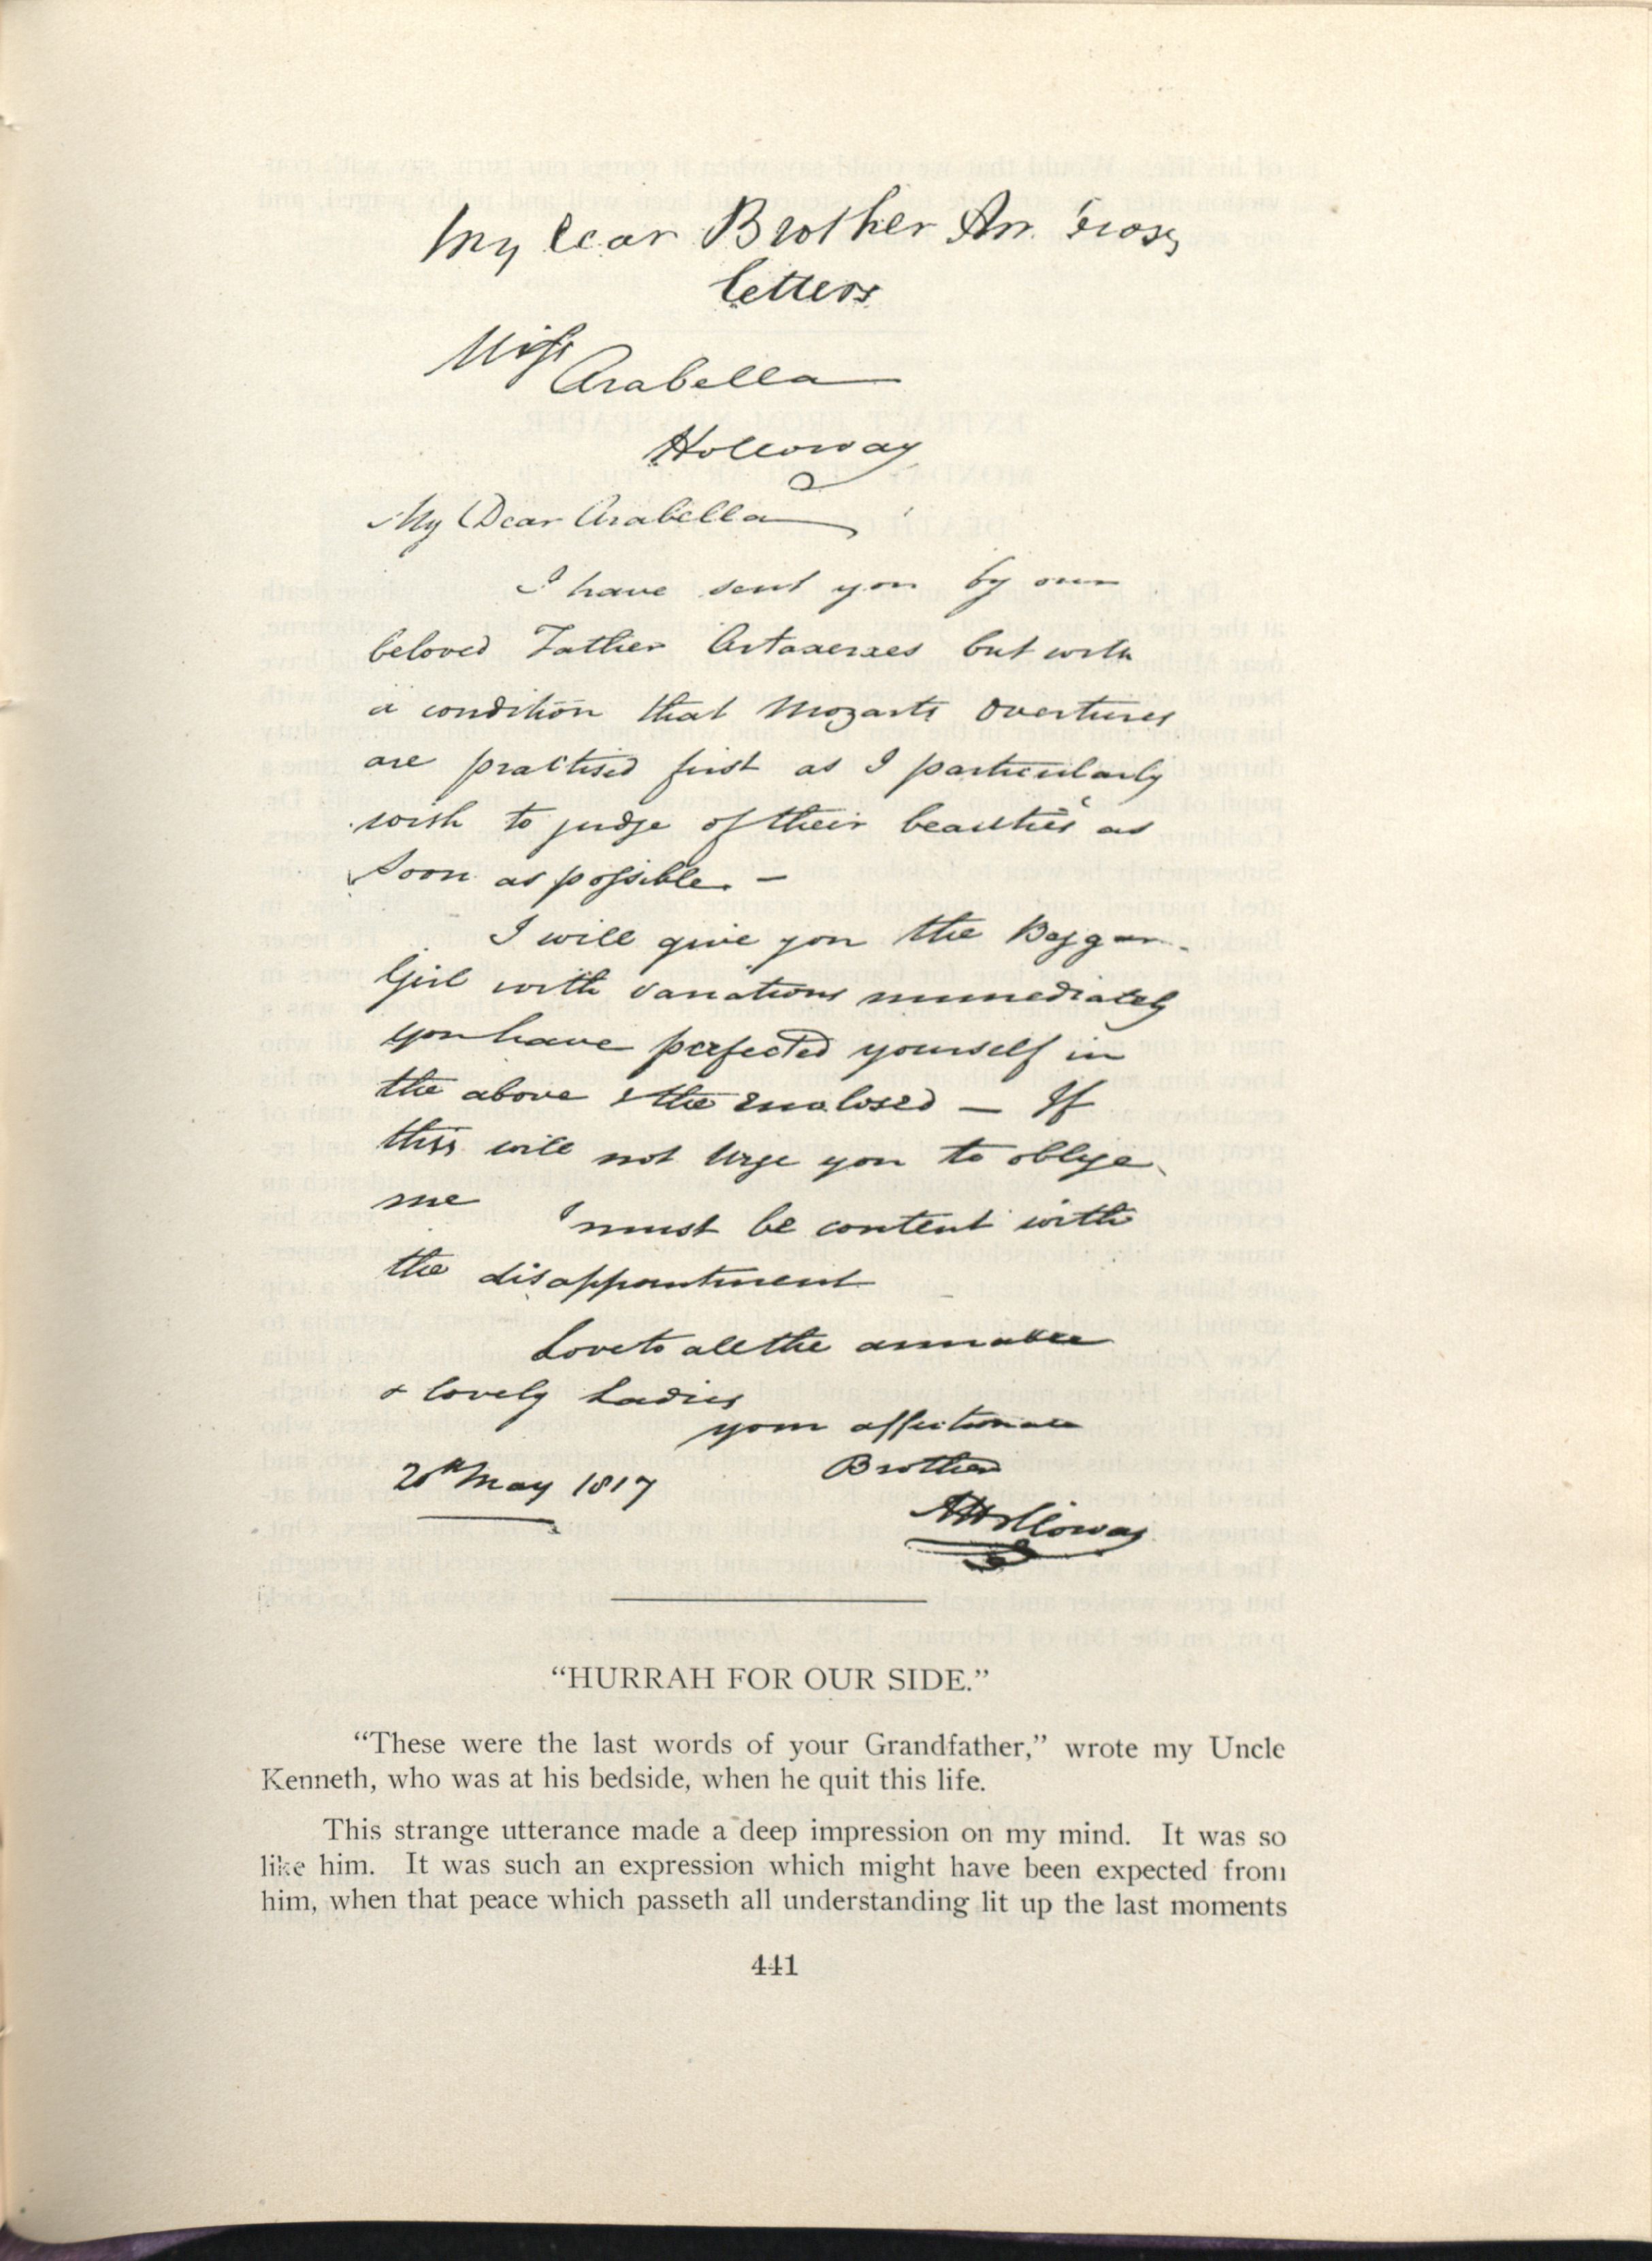 My Dear Brother
letters
Miss
Arabella
Holloway
My Dear Arabella
I have sent you by our
beloved Father Artaxerxes but with
a condition that Mozarts Overtures
are practised first as I particularly
wish to judge of their beauties as
soon as possible. —
I will give you the Beggar
Girl with variations immediately
you have perfected yourself in
the above & the enclosed — If
this will not urge you to oblige
me I must be content with
the disappointment
Love to all the amiable
& lovely Ladies
your affectionate
Brother
May 1817
AHolloway
“HURRAH FOR OUR SIDE.”
“These were the last words of your Grandfather,” wrote my Uncle
Kenneth, who was at his bedside, when he quit this life.
This strange utterance made a deep impression on my mind. It was so
like him. It was such an expression which might have been expected from
him, when that peace which passeth all understanding lit up the last moments
441